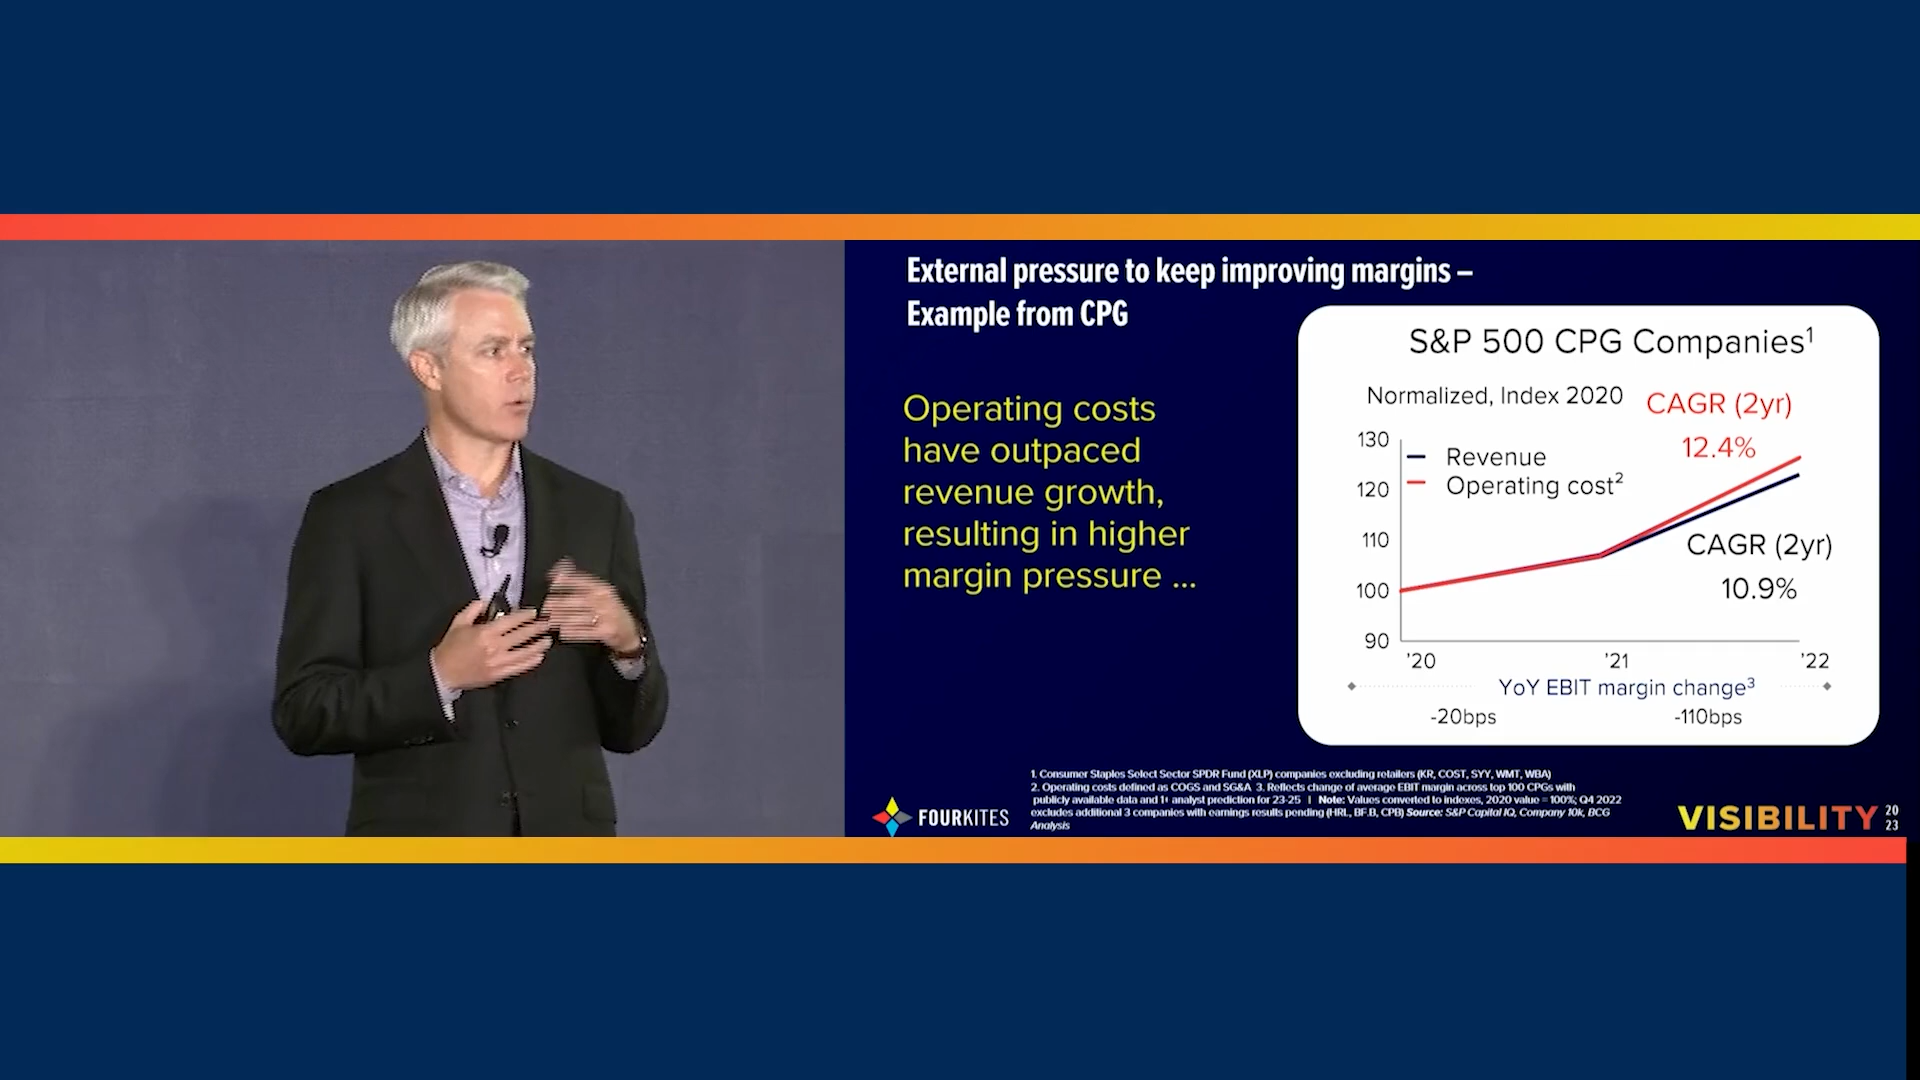 External pressure to keep improving margins –
Example from CPG
Operating costs
have outpaced
revenue growth,
resulting in higher
margin pressure ...
S&P 500 CPG Companies¹
Normalized, Index 2020
CAGR (2yr)
12.4%
130
120
110
100
90
Revenue
Operating cost²
CAGR (2yr)
10.9%
'20 '21 '22
YoY EBIT margin change³
-20bps -110bps
1. Consumer Staples Select Sector SPDR Fund (XLP) companies excluding retailers (KR, COST, SYY, WMT, WBA)
2. Operating costs defined as COGS and SG&A 3. Reflects change of average EBIT margin across top 100 CPGs with
publicly available data and 1+ analyst prediction for 23-25 | Note: Values converted to indexes, 2020 value = 100%; Q4 2022
excludes additional 3 companies with earnings results pending (HRL, BF.B, CPB) Source: S&P Capital IQ, Company 10k, BCG
Analysis
FOURKITES
VISIBILITY 20
23